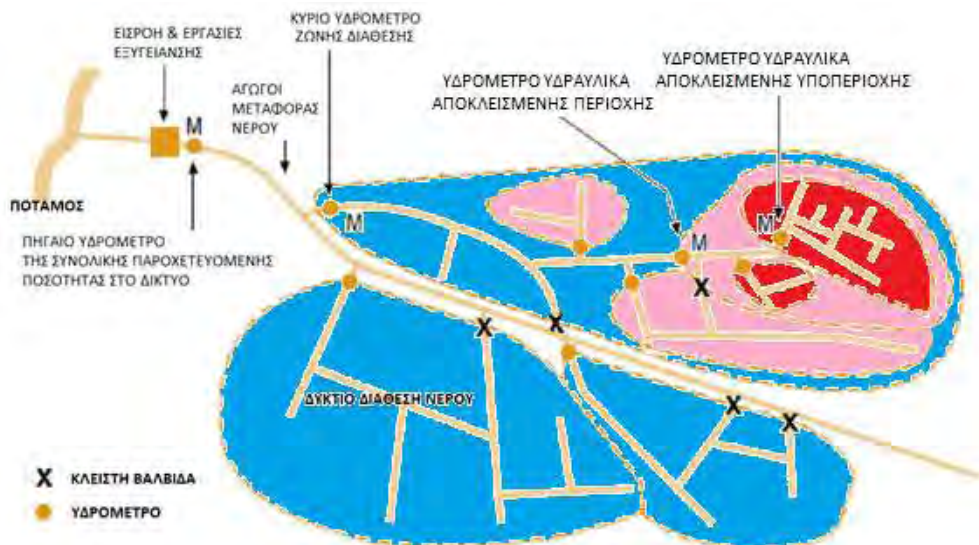 ΕΙΣΡΟΗ & ΕΡΓΑΣΙΕΣ
ΕΞΥΓΕΙΑΝΣΗΣ
ΚΥΡΙΟ ΥΔΡΟΜΕΤΡΟ
ΖΩΝΗΣ ΔΙΑΘΕΣΗΣ
ΥΔΡΟΜΕΤΡΟ ΥΔΡΑΥΛΙΚΑ
ΑΠΟΚΛΕΙΣΜΕΝΗΣ ΠΕΡΙΟΧΗΣ
ΥΔΡΟΜΕΤΡΟ ΥΔΡΑΥΛΙΚΑ
ΑΠΟΚΛΕΙΣΜΕΝΗΣ ΥΠΟΠΕΡΙΟΧΗΣ
ΑΓΩΓΟΙ
ΜΕΤΑΦΟΡΑΣ
ΝΕΡΟΥ
M
ΠΟΤΑΜΟΣ
M
M
M
ΠΗΓΑΙΟ ΥΔΡΟΜΕΤΡΟ
ΤΗΣ ΣΥΝΟΛΙΚΗΣ ΠΑΡΟΧΕΤΕΥΟΜΕΝΗΣ
ΠΟΣΟΤΗΤΑΣ ΣΤΟ ΔΙΚΤΥΟ
X
X
X
X
X
ΔΥΚΤΙΟ ΔΙΑΘΕΣΗ ΝΕΡΟΥ
X ΚΛΕΙΣΤΗ ΒΑΛΒΙΔΑ
ΥΔΡΟΜΕΤΡΟ